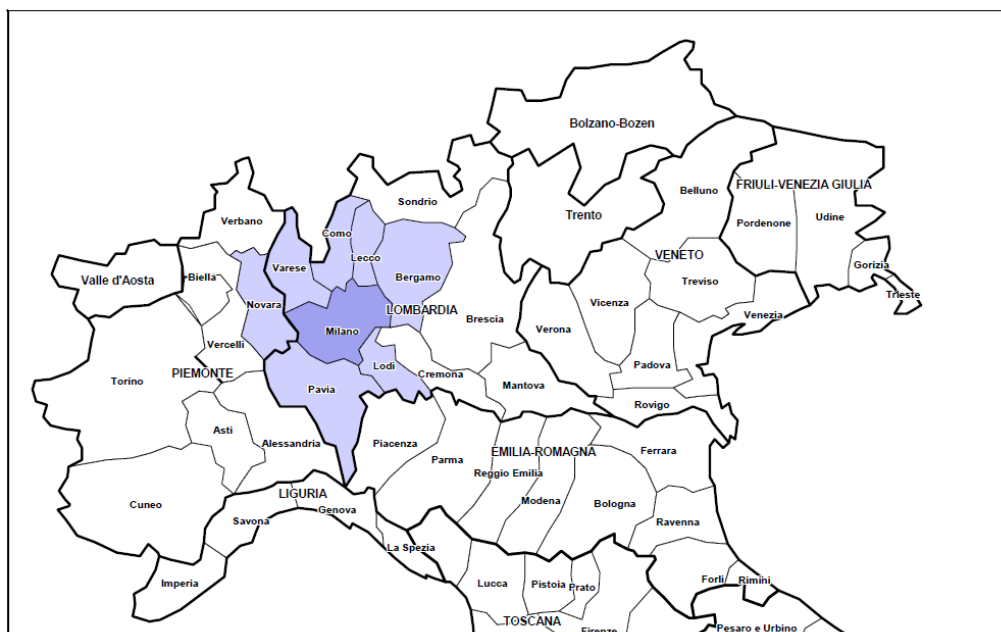 Bolzano-Bozen
Sondrio
Trento
Belluno
FRIULI-VENEZIA GIULIA
Verbano
Pordenone
Udine
Como
Lecco
VENETO
Varese
Bergamo
Treviso
Gorizia
Valle d'Aosta
Biella
Trieste
Novara
Vicenza
LOMBARDIA
Brescia
Venezia
Milano
Verona
Vercelli
Lodi
Padova
PIEMONTE
Cremona
Torino
Pavia
Mantova
Rovigo
Asti
Alessandria
Piacenza
EMILIA-ROMAGNA
Ferrara
Parma
Reggio Emilia
LIGURIA
Modena
Bologna
Cuneo
Genova
Savona
Ravenna
La Spezia
Imperia
Lucca
Pistoia
Prato
Forlì
Rimini
TOSCANA
Pesaro e Urbino
Firenze